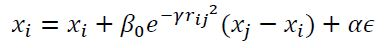 x_i = x_i + β_0 e^{-γ r_{ij}^2} (x_j − x_i) + αϵ